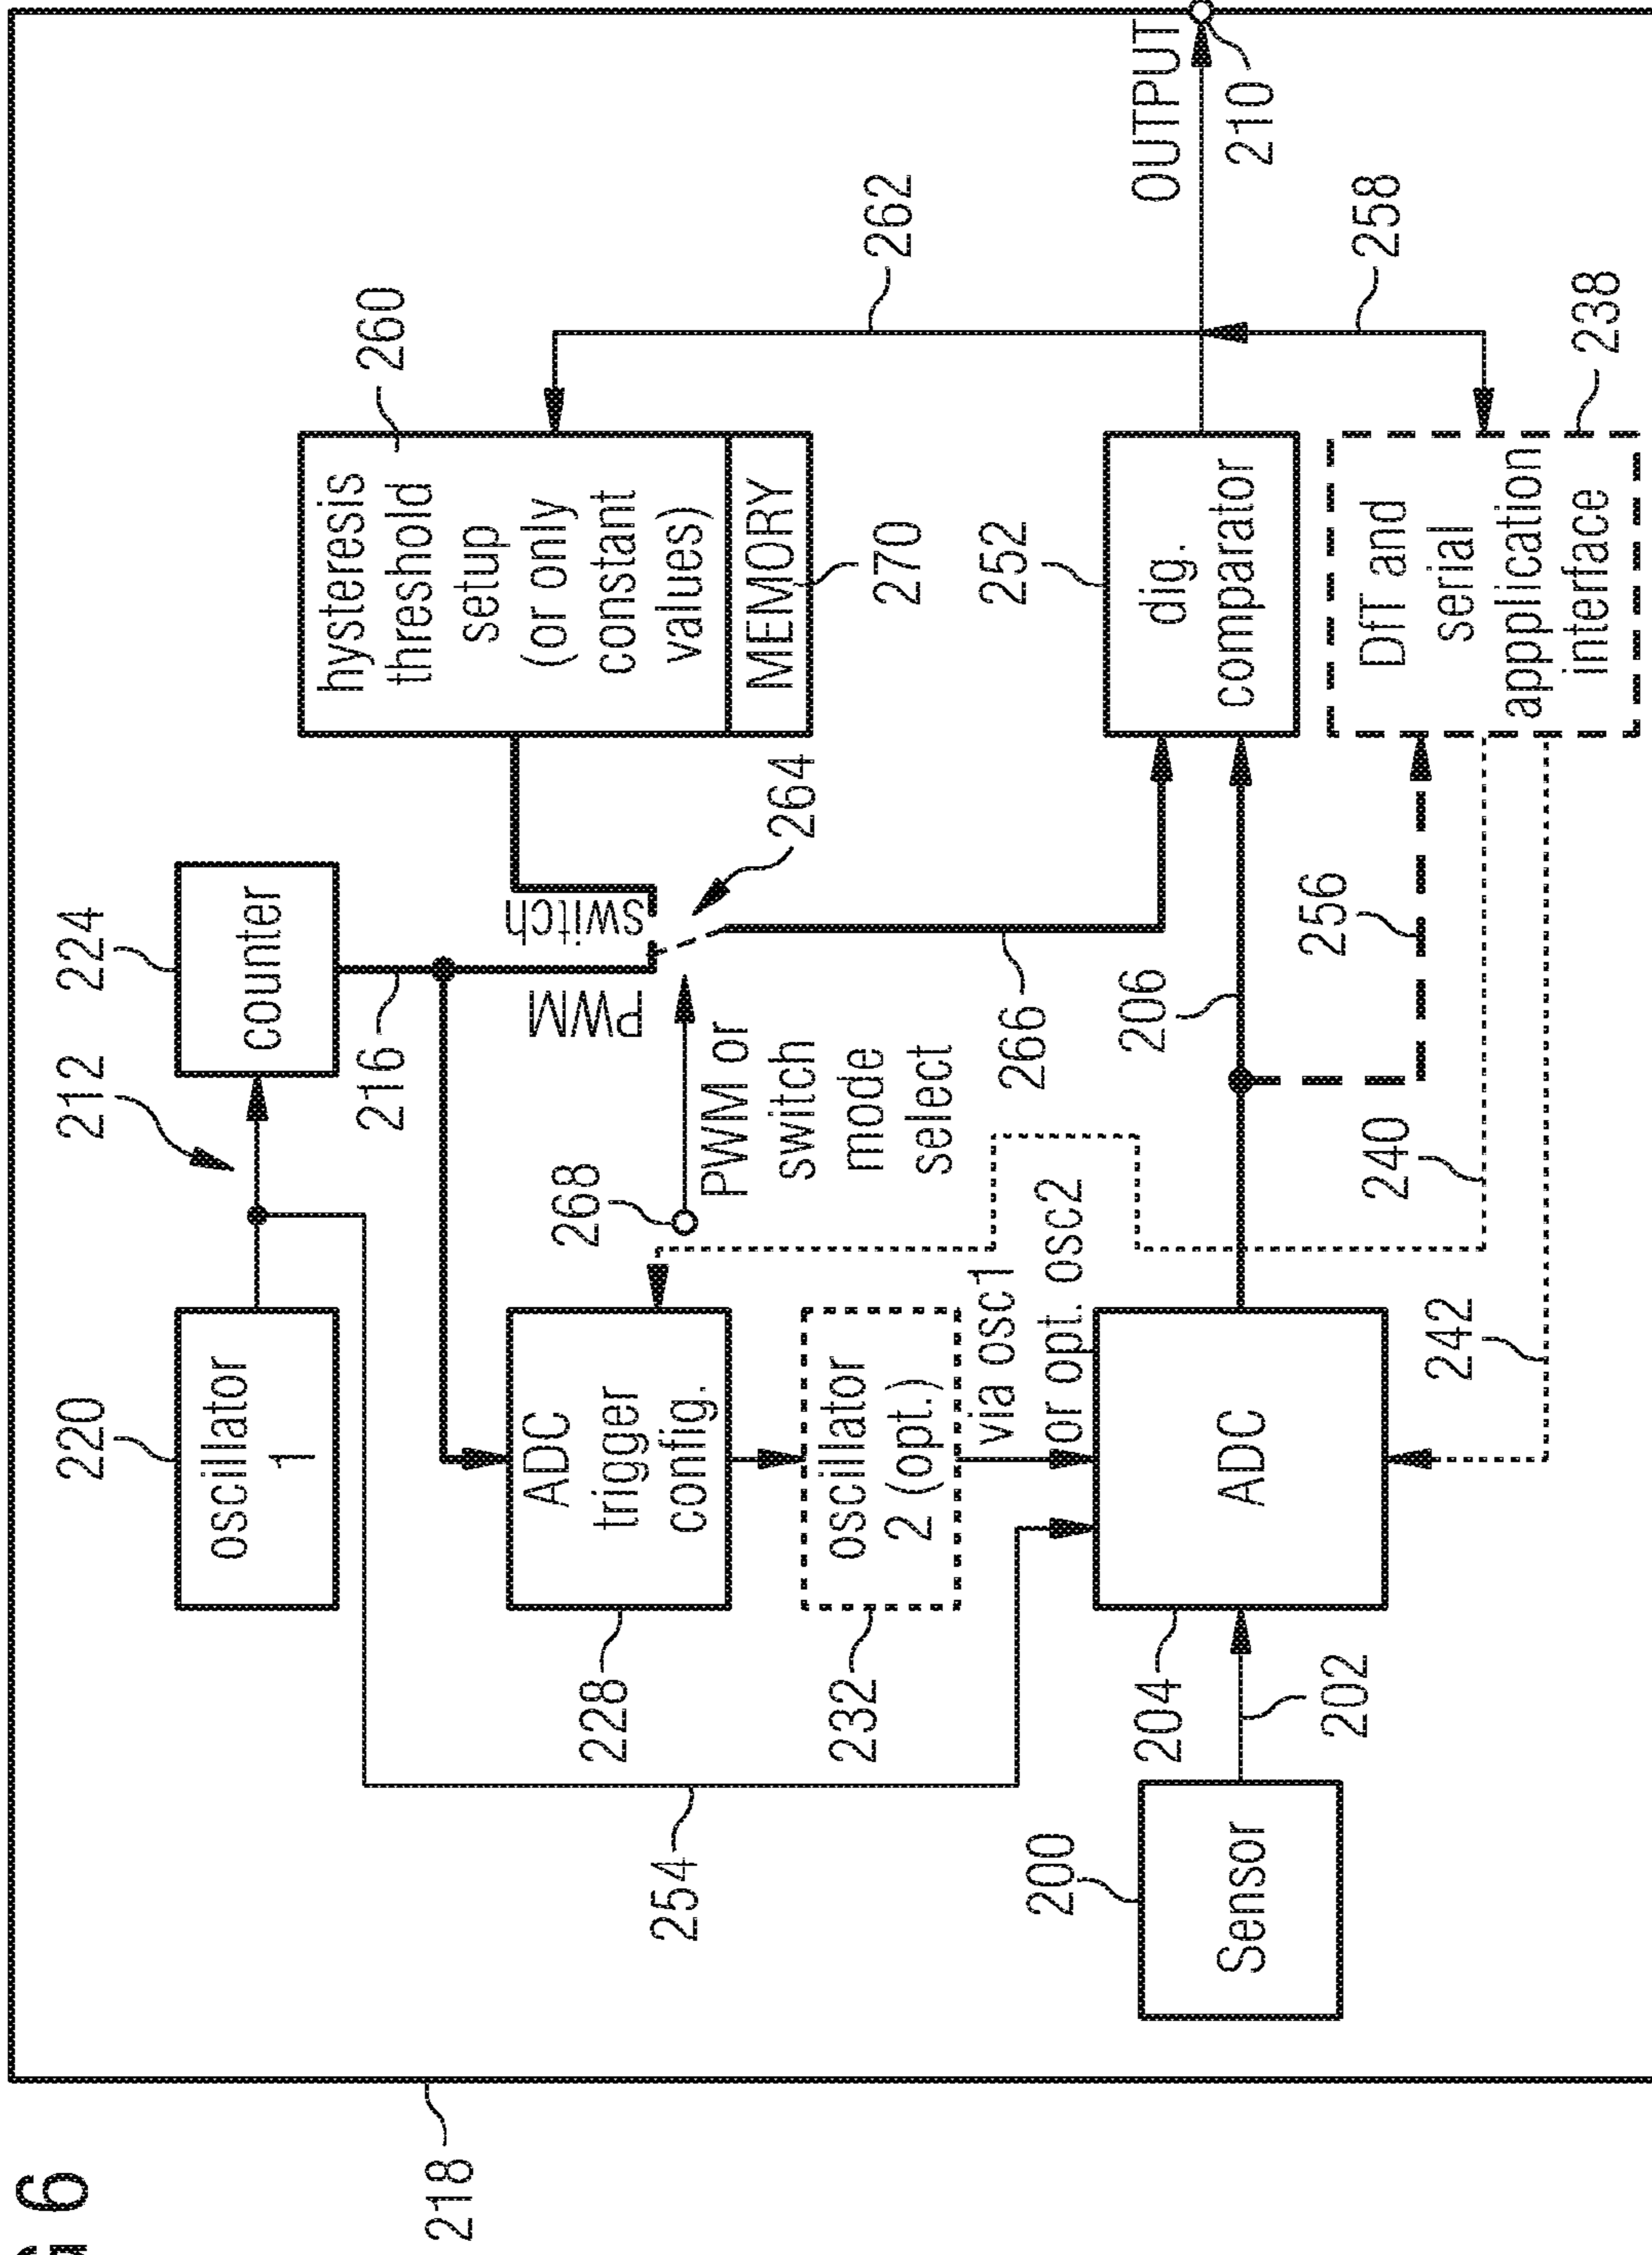 G 6
218
220
oscillator
1
212
224
counter
216
254
228
ADC
trigger
config.
232
oscillator
2 (opt.)
via osc1
or opt. osc2
268
PWM or
switch
mode
select
PWM
switch
264
266
260
hysteresis
threshold
setup
(or only
constant
values)
MEMORY
270
262
200
Sensor
202
204
ADC
206
252
dig.
comparator
OUTPUT
210
256
258
238
DfT and
serial
appplication
interface
240
242